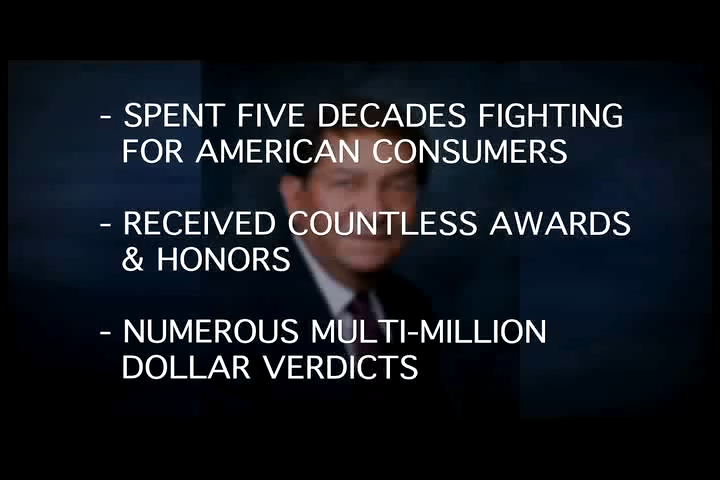 - SPENT FIVE DECADES FIGHTING
FOR AMERICAN CONSUMERS
- RECEIVED COUNTLESS AWARDS
& HONORS
- NUMEROUS MULTI-MILLION
DOLLAR VERDICTS